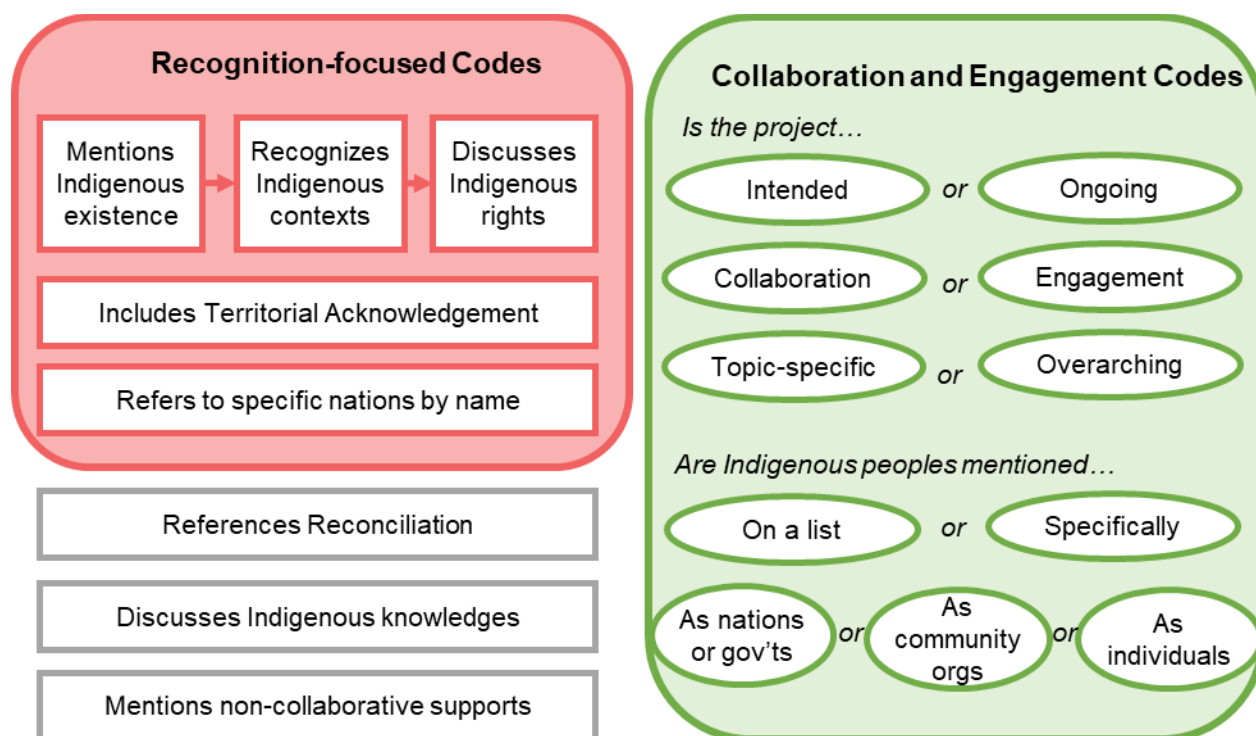 Recognition-focused Codes
Mentions
Indigenous
existence
Recognizes
Indigenous
contexts
Discusses
Indigenous
rights
Includes Territorial Acknowledgement
Refers to specific nations by name
References Reconciliation
Discusses Indigenous knowledges
Mentions non-collaborative supports
Collaboration and Engagement Codes
Is the project…
Intended
or
Ongoing
Collaboration
or
Engagement
Topic-specific
or
Overarching
Are Indigenous peoples mentioned…
On a list
or
Specifically
As nations
or gov’ts
or
As
community
orgs
or
As
individuals